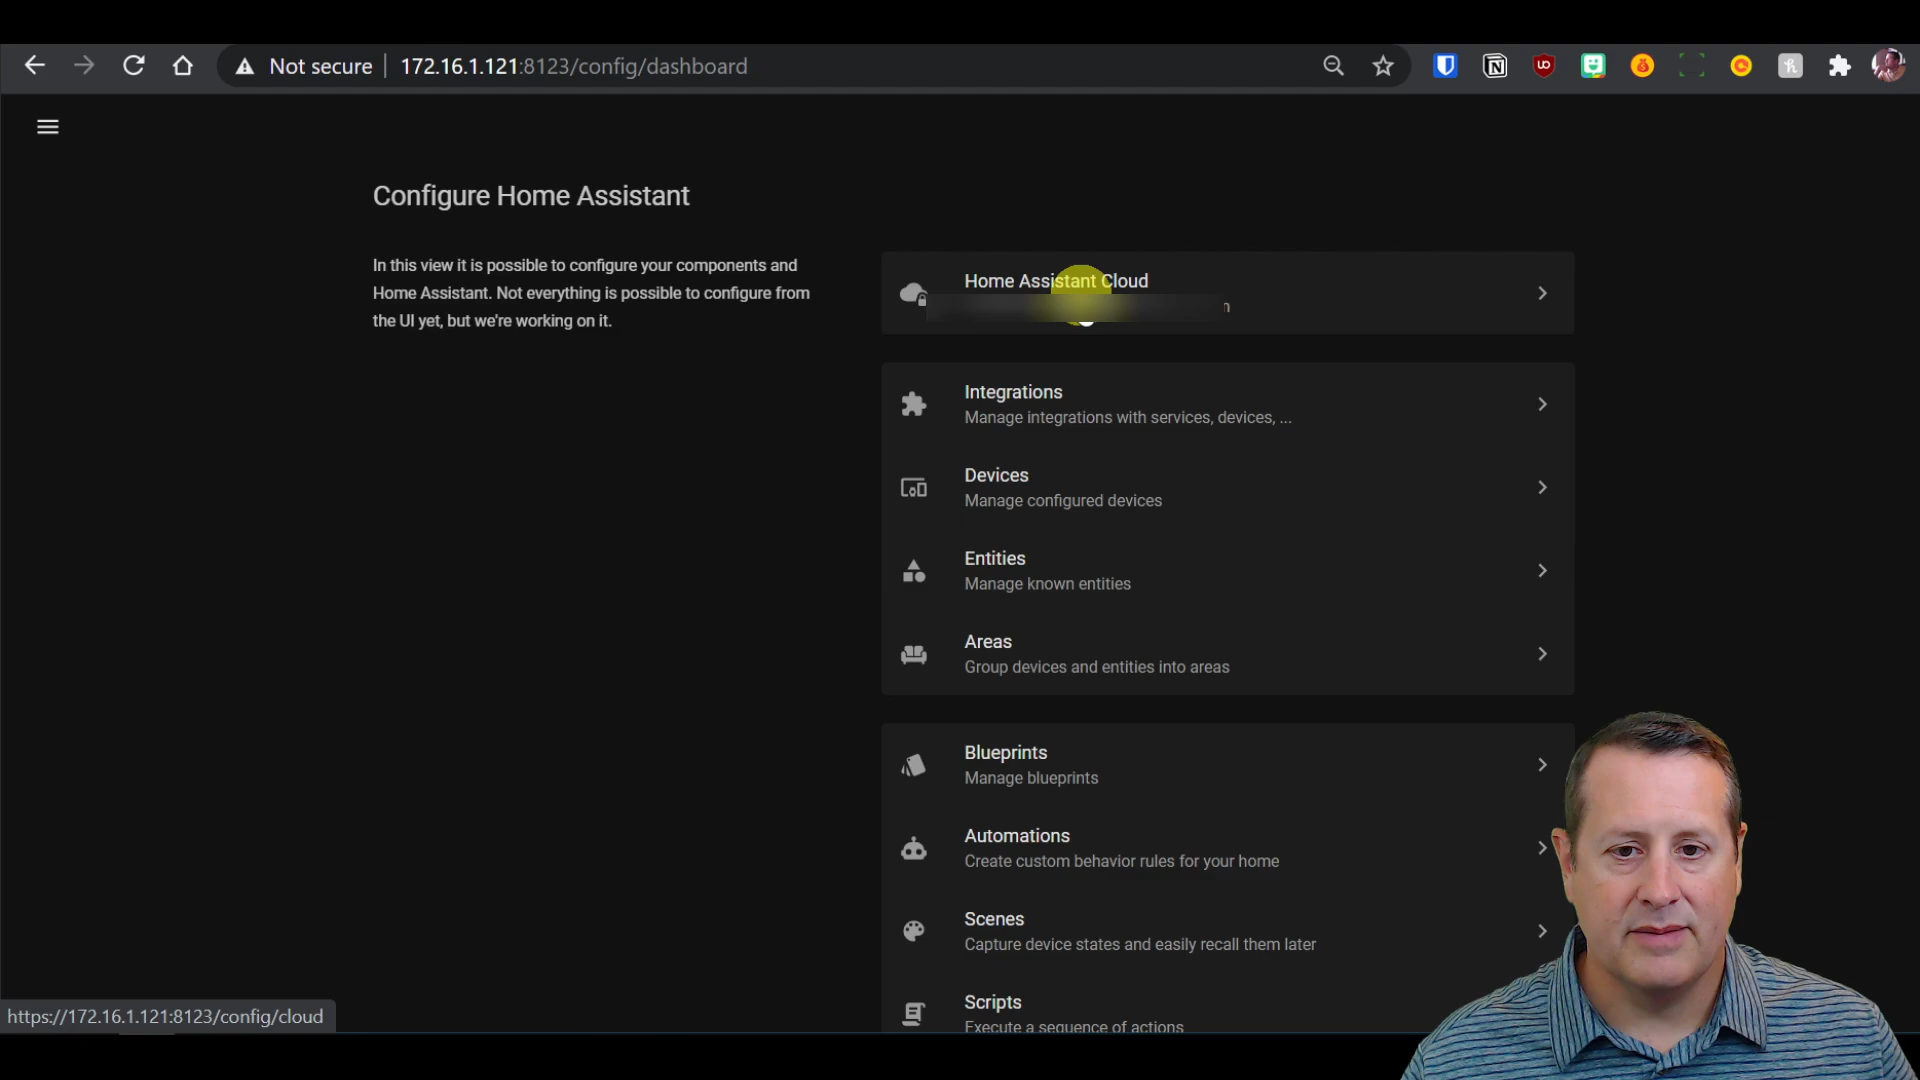 Not secure
172.16.1.121:8123/config/dashboard
Configure Home Assistant
In this view it is possible to configure your components and
Home Assistant. Not everything is possible to configure from
the UI yet, but we're working on it.
Home Assistant Cloud
Integrations
Manage integrations with services, devices, ...
Devices
Manage configured devices
Entities
Manage known entities
Areas
Group devices and entities into areas
Blueprints
Manage blueprints
Automations
Create custom behavior rules for your home
Scenes
Capture device states and easily recall them later
Scripts
Execute a sequence of actions
https://172.16.1.121:8123/config/cloud